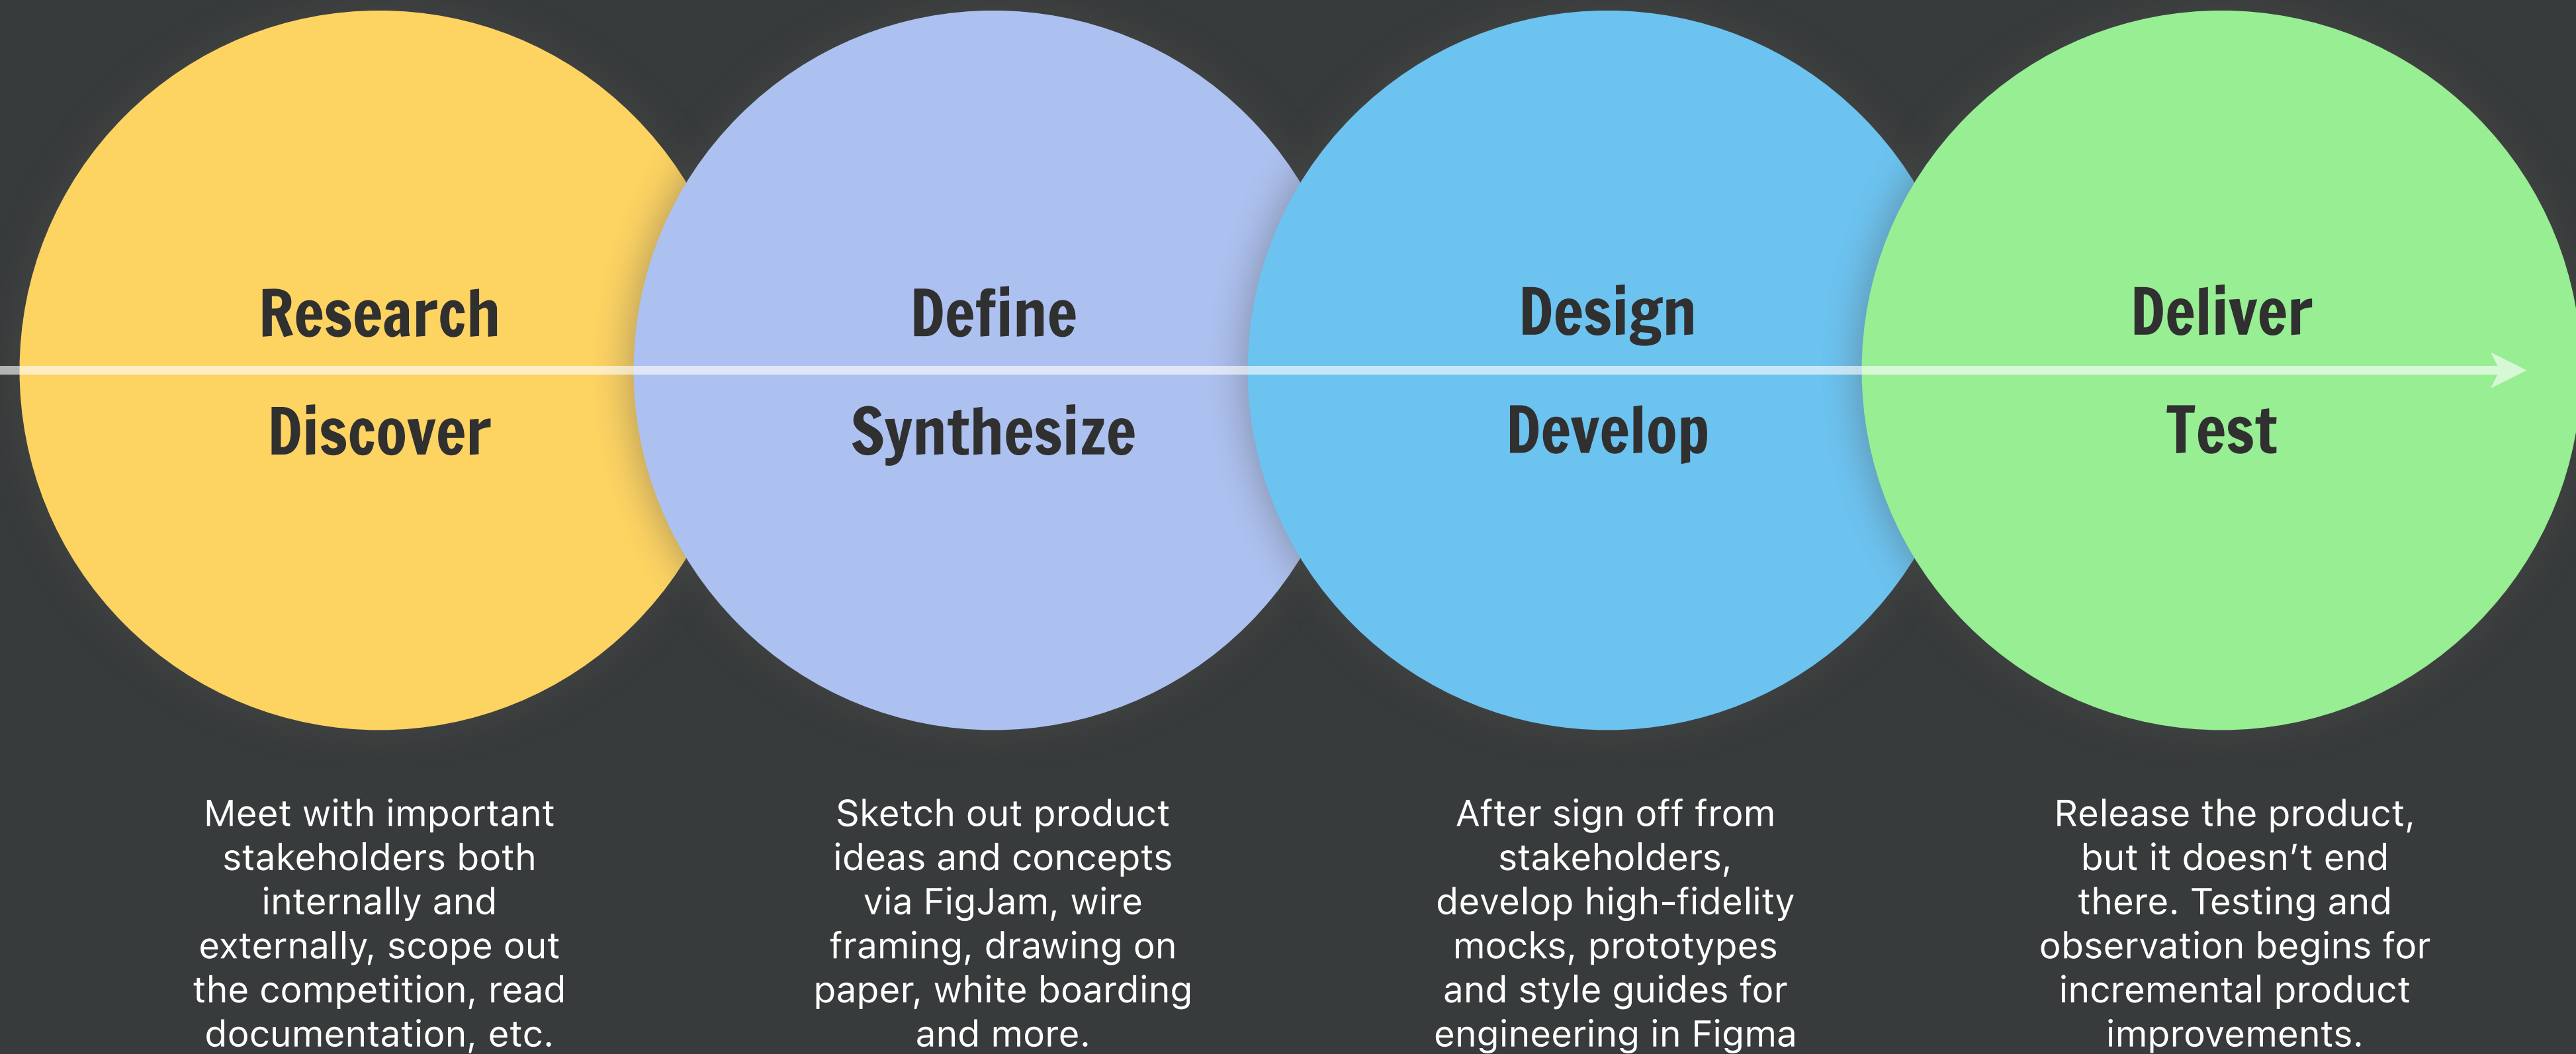 Research
Discover
Meet with important
stakeholders both
internally and
externally, scope out
the competition, read
documentation, etc.
Define
Synthesize
Sketch out product
ideas and concepts
via FigJam, wire
framing, drawing on
paper, white boarding
and more.
Design
Develop
After sign off from
stakeholders,
develop high-fidelity
mocks, prototypes
and style guides for
engineering in Figma
Deliver
Test
Release the product,
but it doesn’t end
there. Testing and
observation begins for
incremental product
improvements.